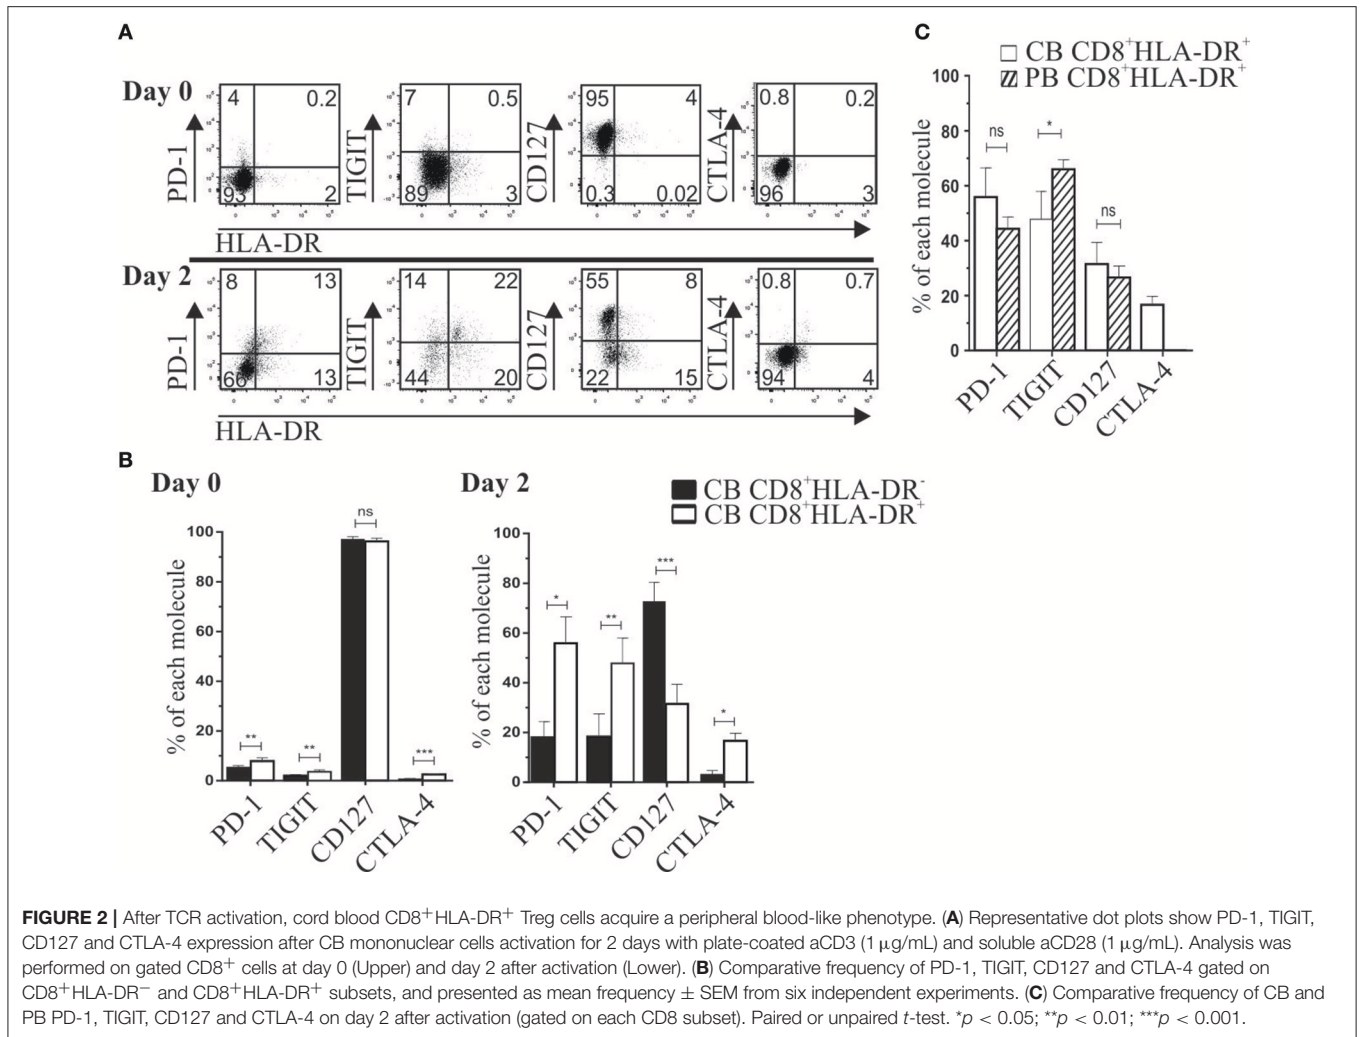 A
Day 0
PD-1
4 0.2
93 2
TIGIT
7 0.5
89 3
CD127
95 4
0.3 0.02
CTLA-4
0.8 0.2
96 3
HLA-DR
Day 2
PD-1
8 13
66 13
TIGIT
14 22
44 20
CD127
55 8
22 15
CTLA-4
0.8 0.7
94 4
HLA-DR
C
CB CD8⁺HLA-DR⁺
PB CD8⁺HLA-DR⁺
% of each molecule
100
80
60
40
20
0
ns
*
ns
PD-1
TIGIT
CD127
CTLA-4
B
Day 0
% of each molecule
100
80
60
40
20
0
**
**
ns
***
PD-1
TIGIT
CD127
CTLA-4
Day 2
CB CD8⁺HLA-DR⁻
CB CD8⁺HLA-DR⁺
% of each molecule
100
80
60
40
20
0
*
**
***
*
PD-1
TIGIT
CD127
CTLA-4
FIGURE 2 | After TCR activation, cord blood CD8⁺HLA-DR⁺ Treg cells acquire a peripheral blood-like phenotype. (A) Representative dot plots show PD-1, TIGIT,
CD127 and CTLA-4 expression after CB mononuclear cells activation for 2 days with plate-coated aCD3 (1 µg/mL) and soluble aCD28 (1 µg/mL). Analysis was
performed on gated CD8⁺ cells at day 0 (Upper) and day 2 after activation (Lower). (B) Comparative frequency of PD-1, TIGIT, CD127 and CTLA-4 gated on
CD8⁺HLA-DR⁻ and CD8⁺HLA-DR⁺ subsets, and presented as mean frequency ± SEM from six independent experiments. (C) Comparative frequency of CB and
PB PD-1, TIGIT, CD127 and CTLA-4 on day 2 after activation (gated on each CD8 subset). Paired or unpaired t-test. *p < 0.05; **p < 0.01; ***p < 0.001.